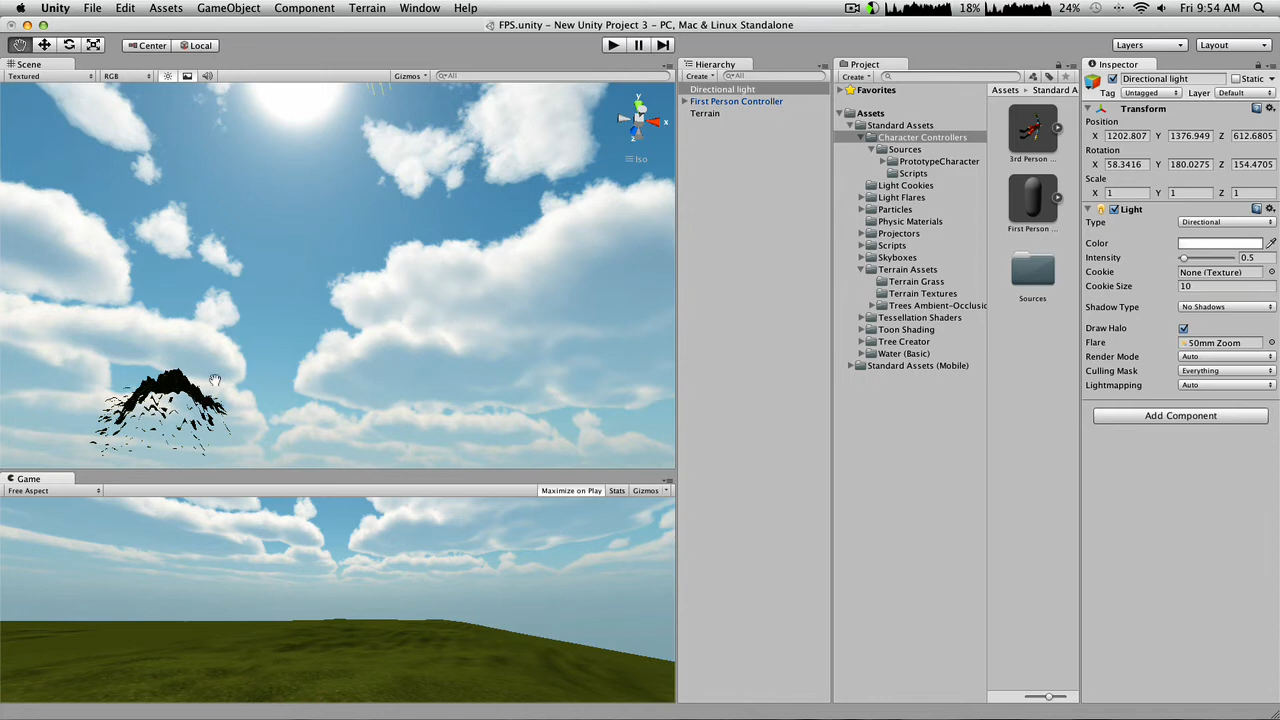 Unity File Edit Assets GameObject Component Terrain Window Help 18% 24% Fri 9:54 AM
FPS.unity - New Unity Project 3 - PC, Mac & Linux Standalone
Center Local Layers Layout
Scene
Textured RGB Gizmos All
y
x
z
Iso
Game
Free Aspect Maximize on Play Stats Gizmos
Hierarchy
Create All
Directional light
First Person Controller
Terrain
Project
Create
Favorites
Assets
Standard Assets
Character Controllers
Sources
PrototypeCharacter
Scripts
Light Cookies
Light Flares
Particles
Physic Materials
Projectors
Scripts
Skyboxes
Terrain Assets
Terrain Grass
Terrain Textures
Trees Ambient-Occlusic
Tessellation Shaders
Toon Shading
Tree Creator
Water (Basic)
Standard Assets (Mobile)
Assets Standard A
3rd Person ...
First Person ...
Sources
Inspector
Directional light Static
Tag Untagged Layer Default
Transform
Position
X 1202.807 Y 1376.949 Z 612.6805
Rotation
X 58.3416 Y 180.0275 Z 154.4705
Scale
X 1 Y 1 Z 1
Light
Type Directional
Color
Intensity 0.5
Cookie None (Texture)
Cookie Size 10
Shadow Type No Shadows
Draw Halo
Flare 50mm Zoom
Render Mode Auto
Culling Mask Everything
Lightmapping Auto
Add Component